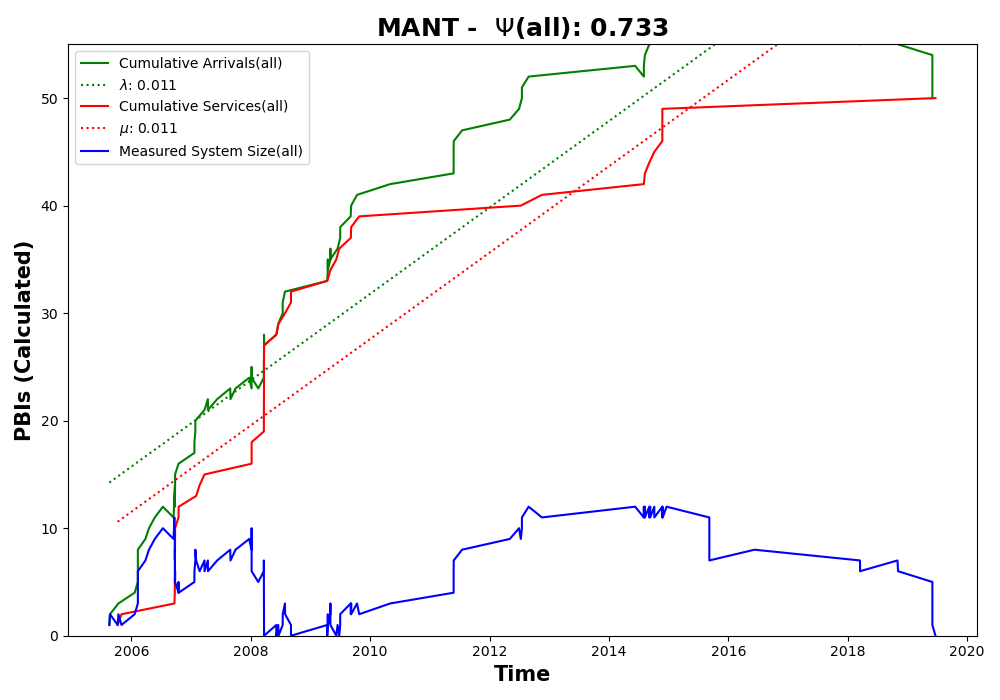 MANT - Ψ(all): 0.733
Cumulative Arrivals(all)
λ: 0.011
Cumulative Services(all)
μ: 0.011
Measured System Size(all)
PBIs (Calculated)
50
40
30
20
10
0
2006 2008 2010 2012 2014 2016 2018 2020
Time